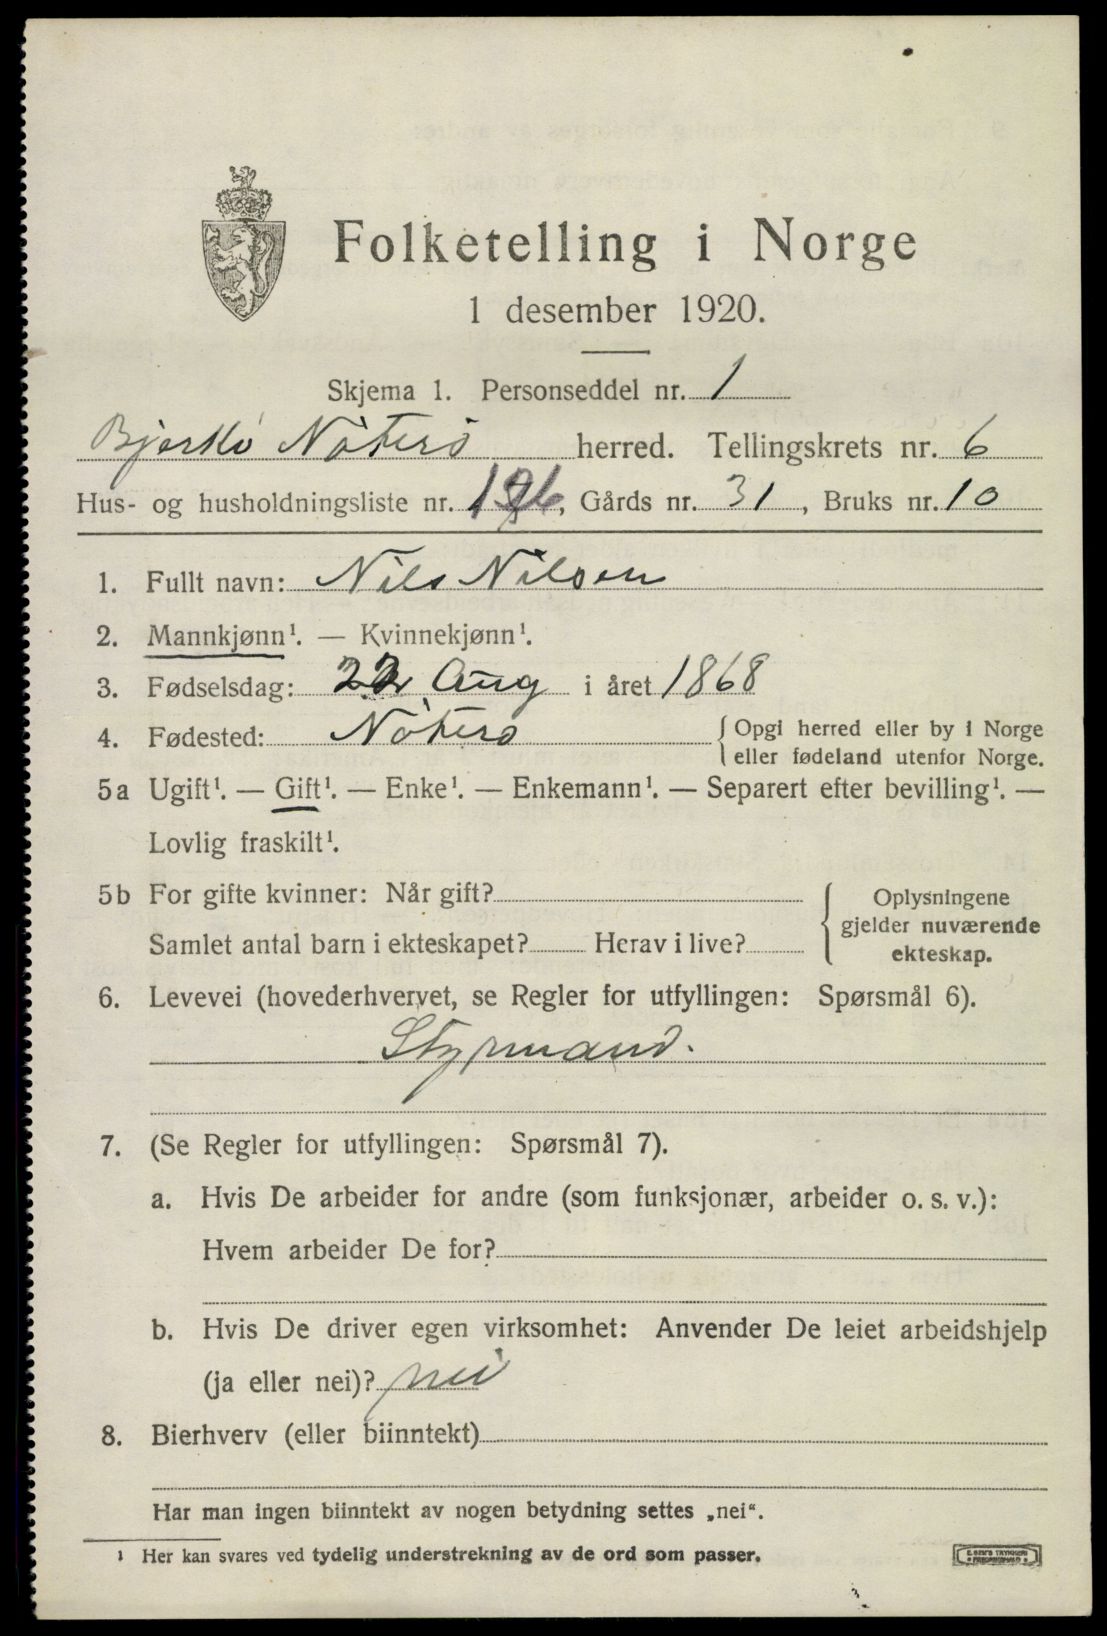 Folketelling i Norge
1 desember 1920.
Skjema 1. Personseddel nr. 1
Bjerkø Nøterø herred. Tellingskrets nr. 6
Hus- og husholdningsliste nr. 126, Gårds nr. 31, Bruks nr. 10
1. Fullt navn: Nils Nilsen
2. Mannkjønn¹. — Kvinnekjønn¹.
3. Fødselsdag: 22 Aug i året 1868
4. Fødested: Nøterø { Opgi herred eller by i Norge
eller fødeland utenfor Norge.
5a Ugift¹. — Gift¹. — Enke¹. — Enkemann¹. — Separert efter bevilling¹. —
Lovlig fraskilt¹.
5b For gifte kvinner: Når gift?
Samlet antal barn i ekteskapet? Herav i live?
{ Oplysningene
gjelder nuværende
ekteskap.
6. Levevei (hovederhvervet, se Regler for utfyllingen: Spørsmål 6).
Styrmand.
7. (Se Regler for utfyllingen: Spørsmål 7).
a. Hvis De arbeider for andre (som funksjonær, arbeider o. s. v.):
Hvem arbeider De for?
b. Hvis De driver egen virksomhet: Anvender De leiet arbeidshjelp
(ja eller nei)? nei
8. Bierhverv (eller biinntekt)
Har man ingen biinntekt av nogen betydning settes „nei“.
¹ Her kan svares ved tydelig understrekning av de ord som passer.